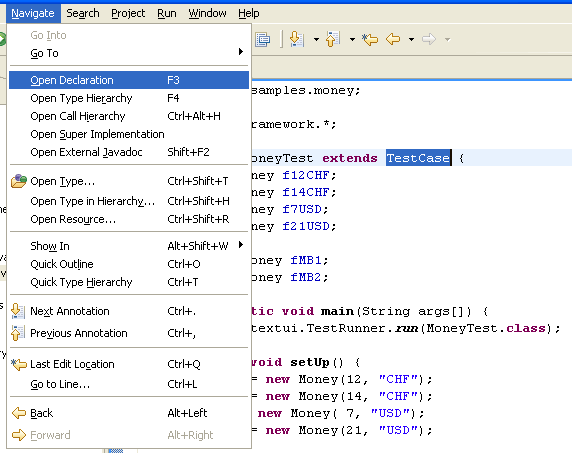 Navigate Search Project Run Window Help
Go Into
Go To
Open Declaration F3
Open Type Hierarchy F4
Open Call Hierarchy Ctrl+Alt+H
Open Super Implementation
Open External Javadoc Shift+F2
Open Type... Ctrl+Shift+T
Open Type in Hierarchy... Ctrl+Shift+H
Open Resource... Ctrl+Shift+R
Show In Alt+Shift+W
Quick Outline Ctrl+O
Quick Type Hierarchy Ctrl+T
Next Annotation Ctrl+.
Previous Annotation Ctrl+,
Last Edit Location Ctrl+Q
Go to Line... Ctrl+L
Back Alt+Left
Forward Alt+Right
samples.money;
ramework.*;
oneyTest extends TestCase {
ney f12CHF;
ney f14CHF;
ney f7USD;
ney f21USD;
ney fMB1;
ney fMB2;
tic void main(String args[]) {
textui.TestRunner.run(MoneyTest.class);
void setUp() {
= new Money(12, "CHF");
= new Money(14, "CHF");
new Money( 7, "USD");
= new Money(21, "USD");